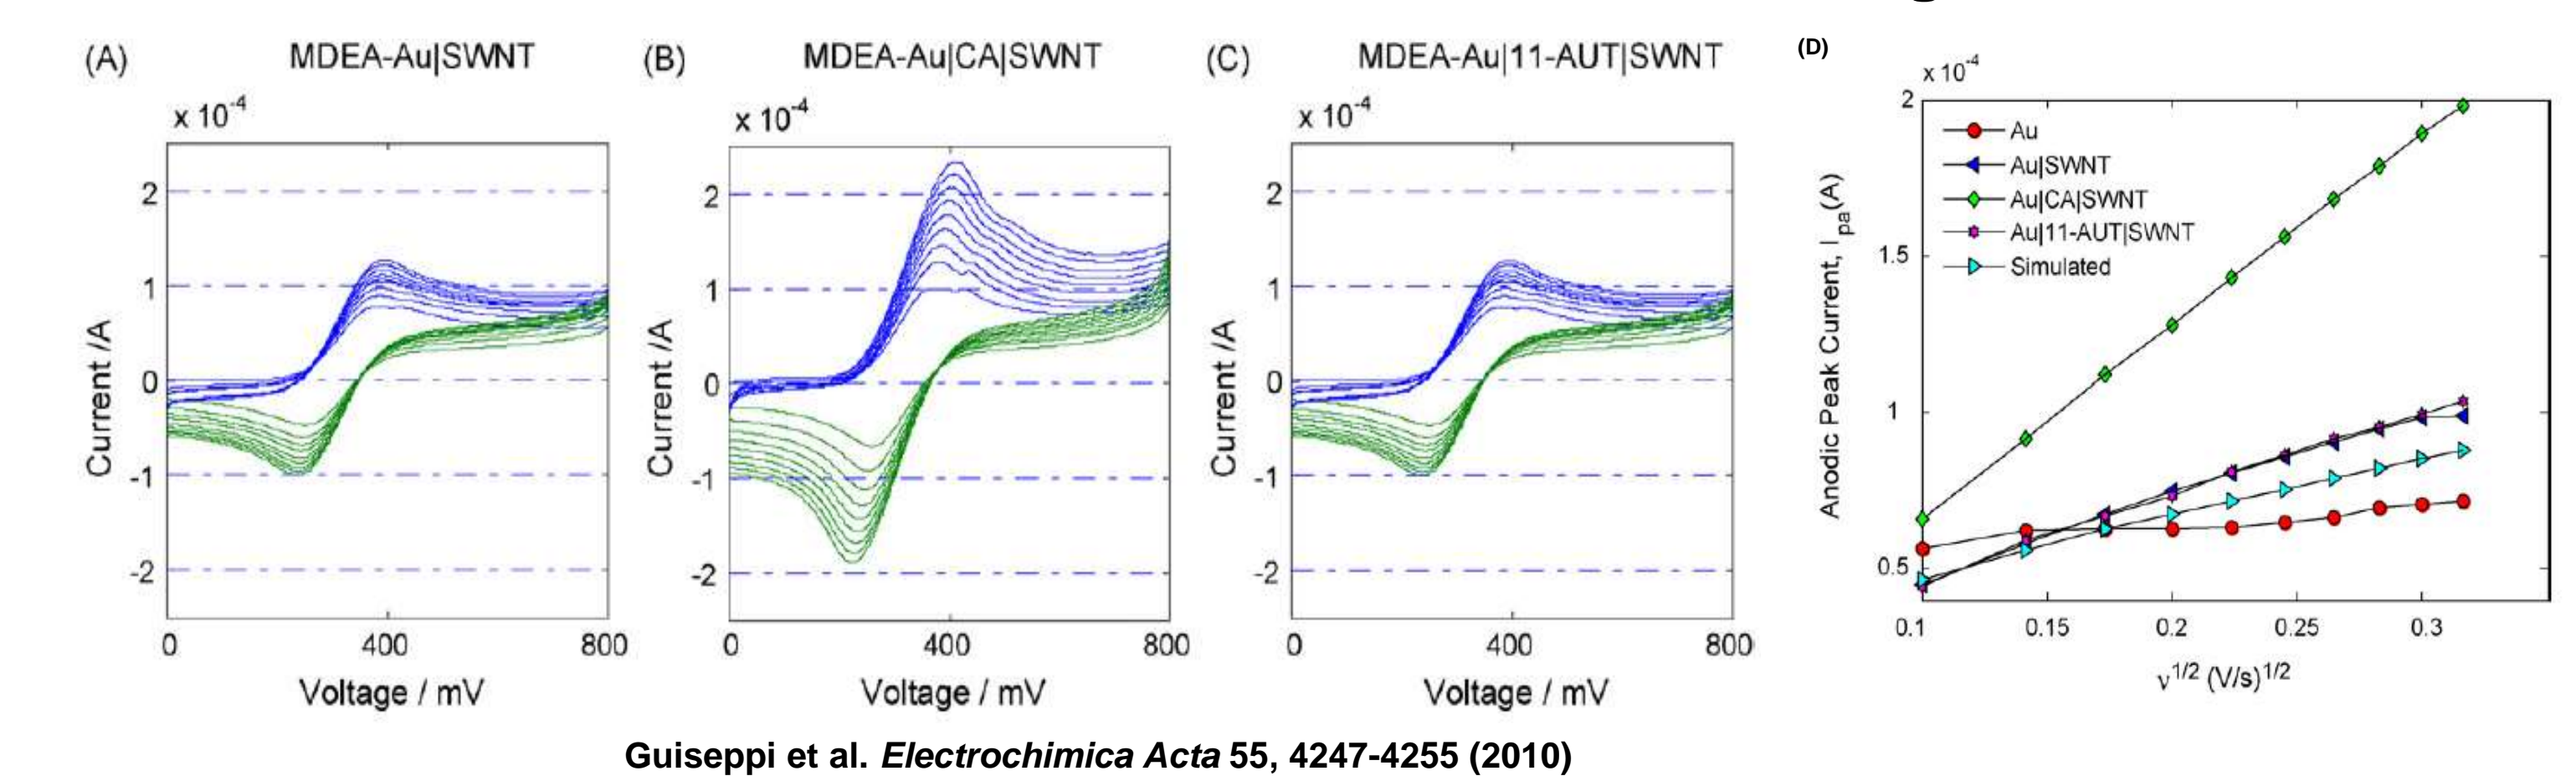 (A) MDEA-Au|SWNT
x 10-4
2
1
0
-1
-2
Current /A
0 400 800
Voltage / mV
(B) MDEA-Au|CA|SWNT
x 10-4
2
1
0
-1
-2
Current /A
0 400 800
Voltage / mV
(C) MDEA-Au|11-AUT|SWNT
x 10-4
2
1
0
-1
-2
Current /A
0 400 800
Voltage / mV
(D)
x 10-4
2
1.5
1
0.5
Anodic Peak Current, Ipa(A)
Au
Au|SWNT
Au|CA|SWNT
Au|11-AUT|SWNT
Simulated
0.1 0.15 0.2 0.25 0.3
ν1/2 (V/s)1/2
Guiseppi et al. Electrochimica Acta 55, 4247-4255 (2010)